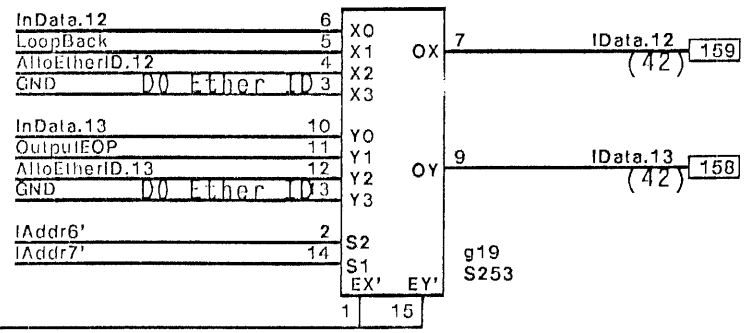 InData.12 6 X0
LoopBack 5 X1 OX 7 IData.12 159
AltoEtherID.12 4 X2 (42)
GND D0 Ether ID 3 X3
InData.13 10 Y0
OutputEOP 11 Y1 OY 9 IData.13 158
AltoEtherID.13 12 Y2 (42)
GND D0 Ether ID 13 Y3
IAddr6' 2 S2
IAddr7' 14 S1 g19
EX' EY' S253
1 15